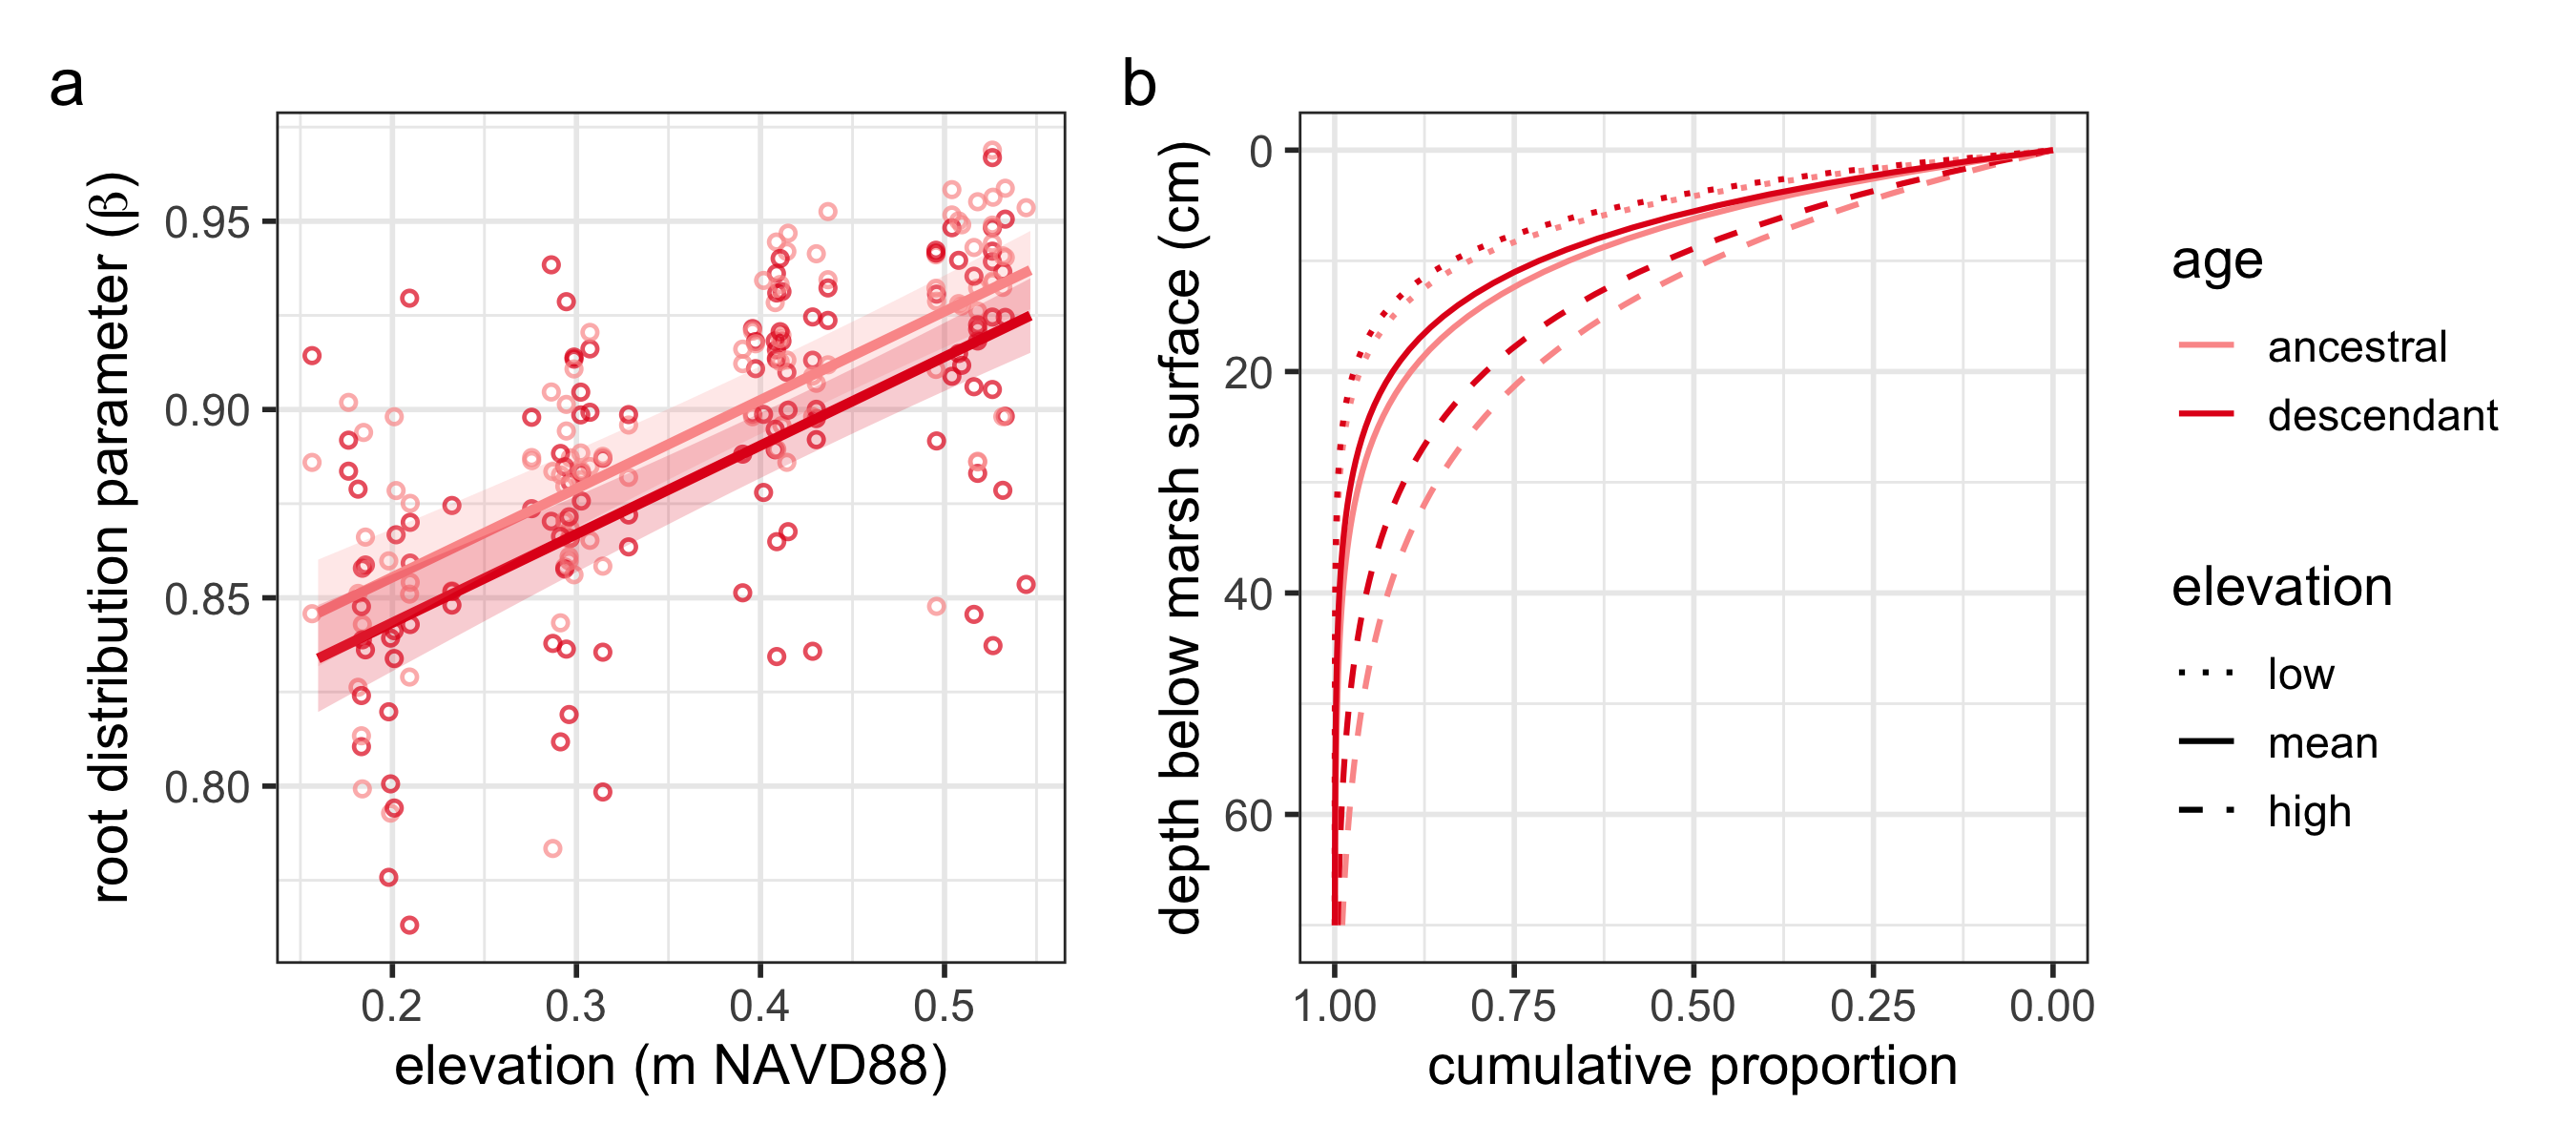 a
root distribution parameter (β)
0.95
0.90
0.85
0.80
0.2 0.3 0.4 0.5
elevation (m NAVD88)
b
depth below marsh surface (cm)
0
20
40
60
1.00 0.75 0.50 0.25 0.00
cumulative proportion
age
ancestral
descendant
elevation
low
mean
high